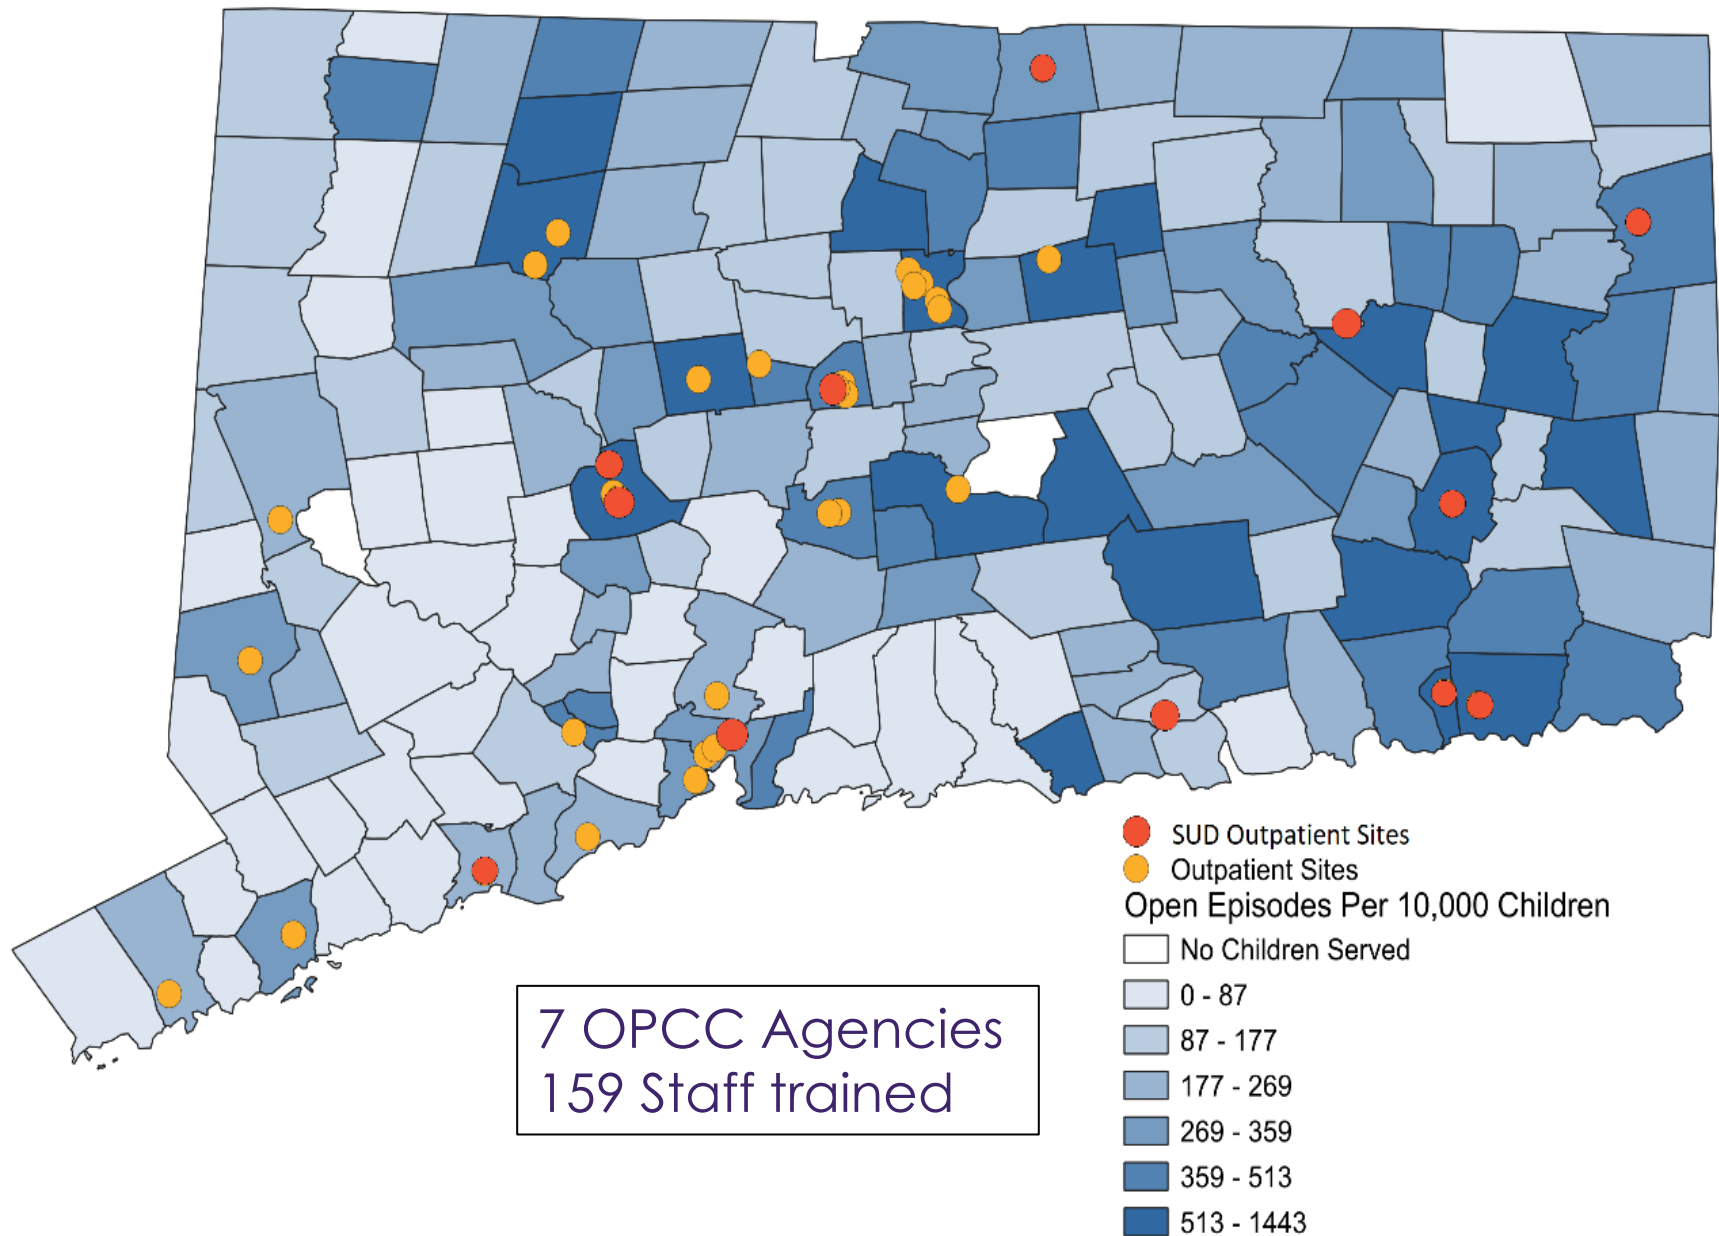 SUD Outpatient Sites
Outpatient Sites
Open Episodes Per 10,000 Children
No Children Served
0 - 87
87 - 177
177 - 269
269 - 359
359 - 513
513 - 1443
7 OPCC Agencies
159 Staff trained